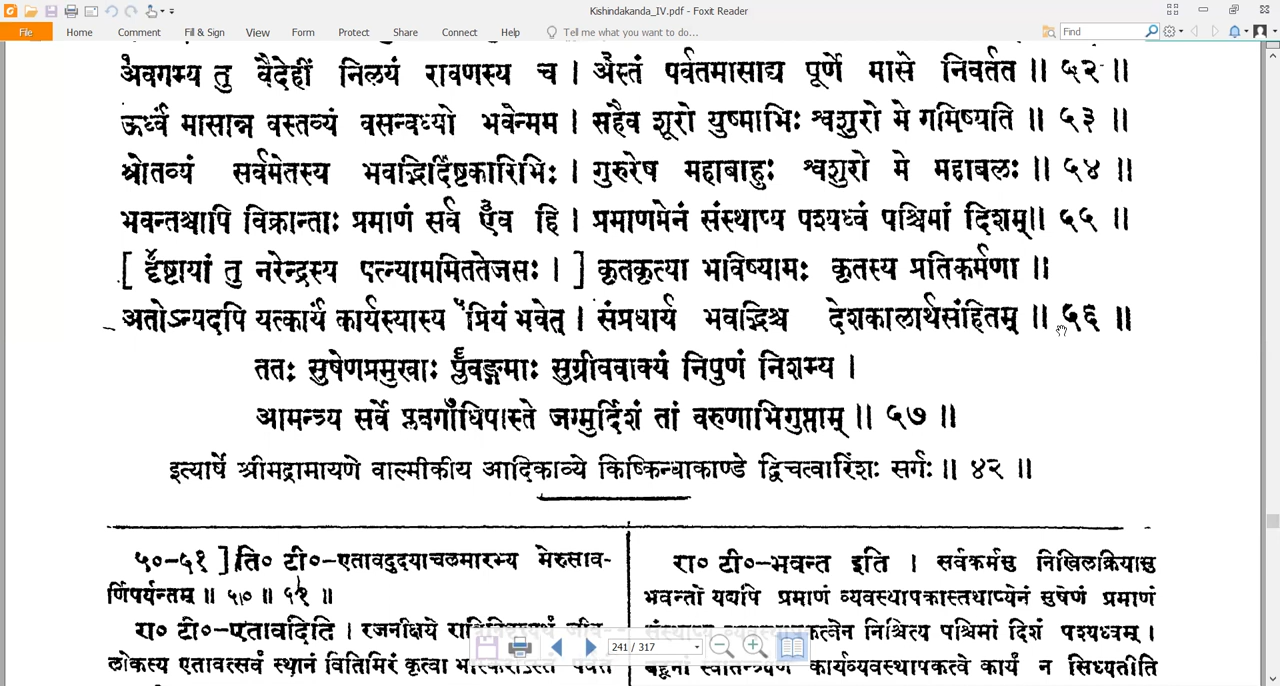 Kishindakanda_IV.pdf - Foxit Reader
File Home Comment Fill & Sign View Form Protect Share Connect Help Tell me what you want to do... Find
अवगम्य तु वैदेहीं निलयं रावणस्य च । अस्तं पर्वतमासाद्य पूर्णे मासे निवर्तत ॥ ५२ ॥
ऊर्ध्वं मासान्न वस्तव्यं वसन्वध्यो भवेन्मम । सहैव शूरो युष्माभिः श्वशुरो मे गमिष्यति ॥ ५३ ॥
श्रोतव्यं सर्वमेतस्य भवद्भिर्दिष्टकारिभिः । गुरुरेष महाबाहुः श्वशुरो मे महाबलः ॥ ५४ ॥
भवन्तश्चापि विक्रान्ताः प्रमाणं सर्व एव हि । प्रमाणमेनं संस्थाप्य पश्यध्वं पश्चिमां दिशम् ॥ ५५ ॥
[ दृष्टायां तु नरेन्द्रस्य पत्न्याममिततेजसः । ] कृतकृत्या भविष्यामः कृतस्य प्रतिकर्मणा ॥
अतोऽन्यदपि यत्कार्यं कार्यस्यास्य प्रियं भवेत् । संप्रधार्य भवद्भिश्च देशकालार्थसंहितम् ॥ ५६ ॥
ततः सुषेणप्रमुखाः प्लवङ्गमाः सुग्रीववाक्यं निपुणं निशम्य ।
आमन्त्र्य सर्वे प्लवगाधिपास्ते जग्मुर्दिशं तां वरुणाभिगुप्ताम् ॥ ५७ ॥
इत्यार्षे श्रीमद्रामायणे वाल्मीकीय आदिकाव्ये किष्किन्धाकाण्डे द्विचत्वारिंशः सर्गः ॥ ४२ ॥
५०-५१ ] ति० टी०-एतावदुदयाचलमारभ्य मेरुसाव-
र्णिपर्यन्तम् ॥ ५० ॥ ५१ ॥
रा० टी०-एतावदिति । रजनीक्षये
लोकस्य एतावत्सर्वं स्थानं वितिमिरं कृत्वा
रा० टी०-भवन्त इति । सर्वकर्मसु निखिलक्रियासु
भवन्तो यद्यपि प्रमाणं व्यवस्थापकास्तथाप्येनं सुषेणं प्रमाणं
निश्चित्य पश्चिमां दिशं पश्यध्वम् ।
कार्यव्यवस्थापकत्वे कार्यं न सिध्यतीति
241 / 317